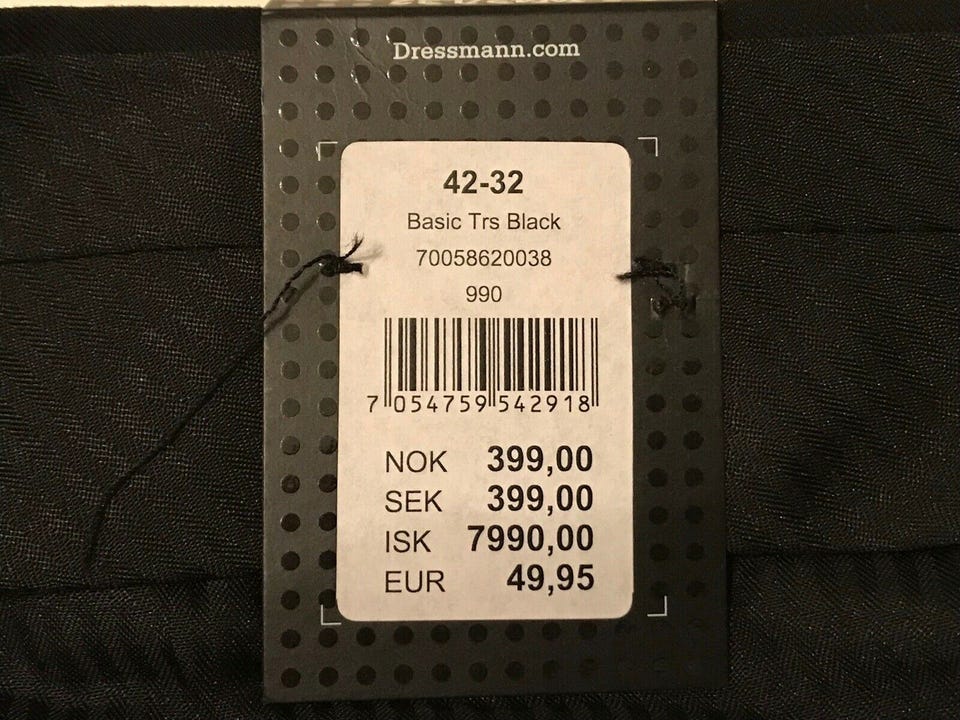 Dressmann.com
42-32
Basic Trs Black
70058620038
990
7 054759 542918
NOK 399,00
SEK 399,00
ISK 7990,00
EUR 49,95